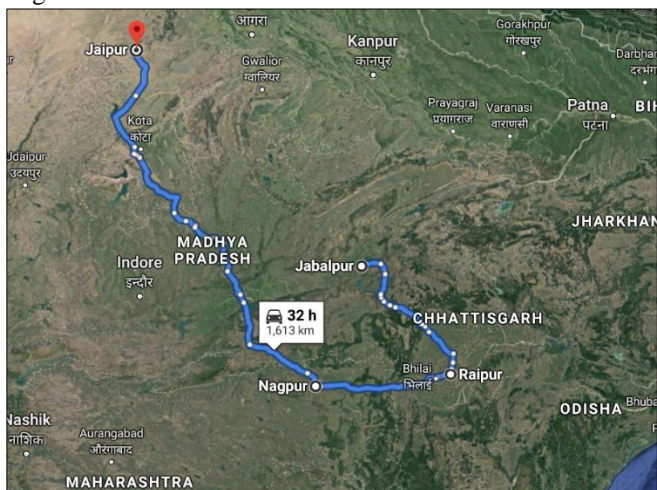 आगरा
Jaipur
Gwalior
ग्वालियर
Kanpur
कानपुर
Gorakhpur
गोरखपुर
Darbhan
दरभंग
Kota
कोटा
Prayagraj
प्रयागराज
Varanasi
वाराणसी
Patna
पटना
BIH
Udaipur
उदयपुर
JHARKHAN
MADHYA
PRADESH
Indore
इन्दौर
Jabalpur
32 h
1,613 km
CHHATTISGARH
Bhilai
भिलाई
Raipur
Nagpur
ODISHA
Bhuba
Nashik
नाशिक
Aurangabad
औरंगाबाद
MAHARASHTRA